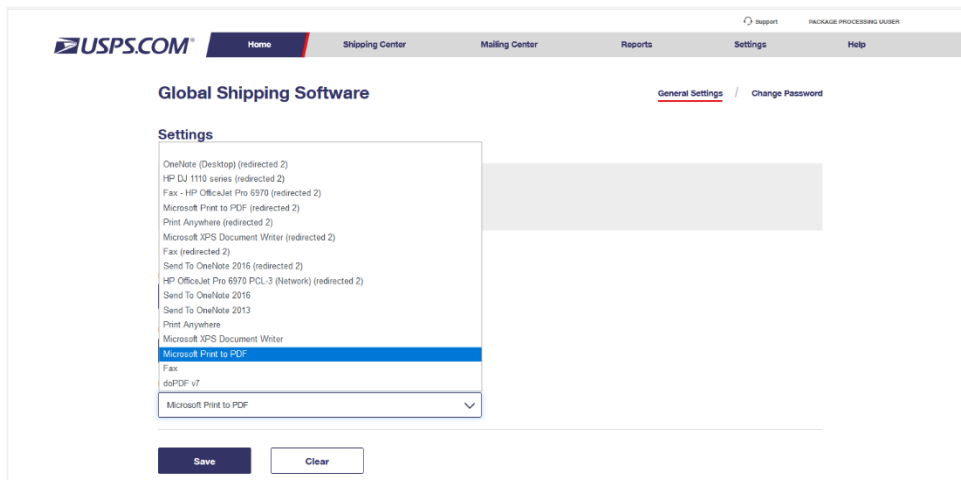 Support PACKAGE PROCESSING UUSER
USPS.COM® Home Shipping Center Mailing Center Reports Settings Help
Global Shipping Software General Settings / Change Password
Settings
OneNote (Desktop) (redirected 2)
HP DJ 1110 series (redirected 2)
Fax - HP OfficeJet Pro 6970 (redirected 2)
Microsoft Print to PDF (redirected 2)
Print Anywhere (redirected 2)
Microsoft XPS Document Writer (redirected 2)
Fax (redirected 2)
Send To OneNote 2016 (redirected 2)
HP OfficeJet Pro 6970 PCL-3 (Network) (redirected 2)
Send To OneNote 2016
Send To OneNote 2013
Print Anywhere
Microsoft XPS Document Writer
Microsoft Print to PDF
Fax
doPDF v7
Microsoft Print to PDF
Save Clear